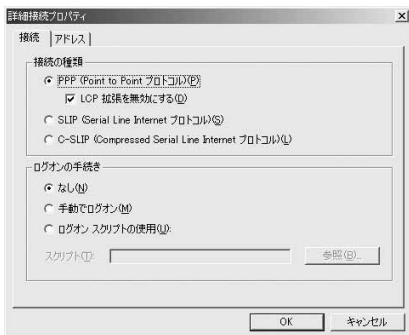 詳細接続プロパティ
接続
アドレス
接続の種類
PPP (Point to Point プロトコル)(P)
LCP 拡張を無効にする(D)
SLIP (Serial Line Internet プロトコル)(S)
C-SLIP (Compressed Serial Line Internet プロトコル)(L)
ログオンの手続き
なし(N)
手動でログオン(M)
ログオン スクリプトの使用(U):
スクリプト(T):
参照(B)...
OK
キャンセル